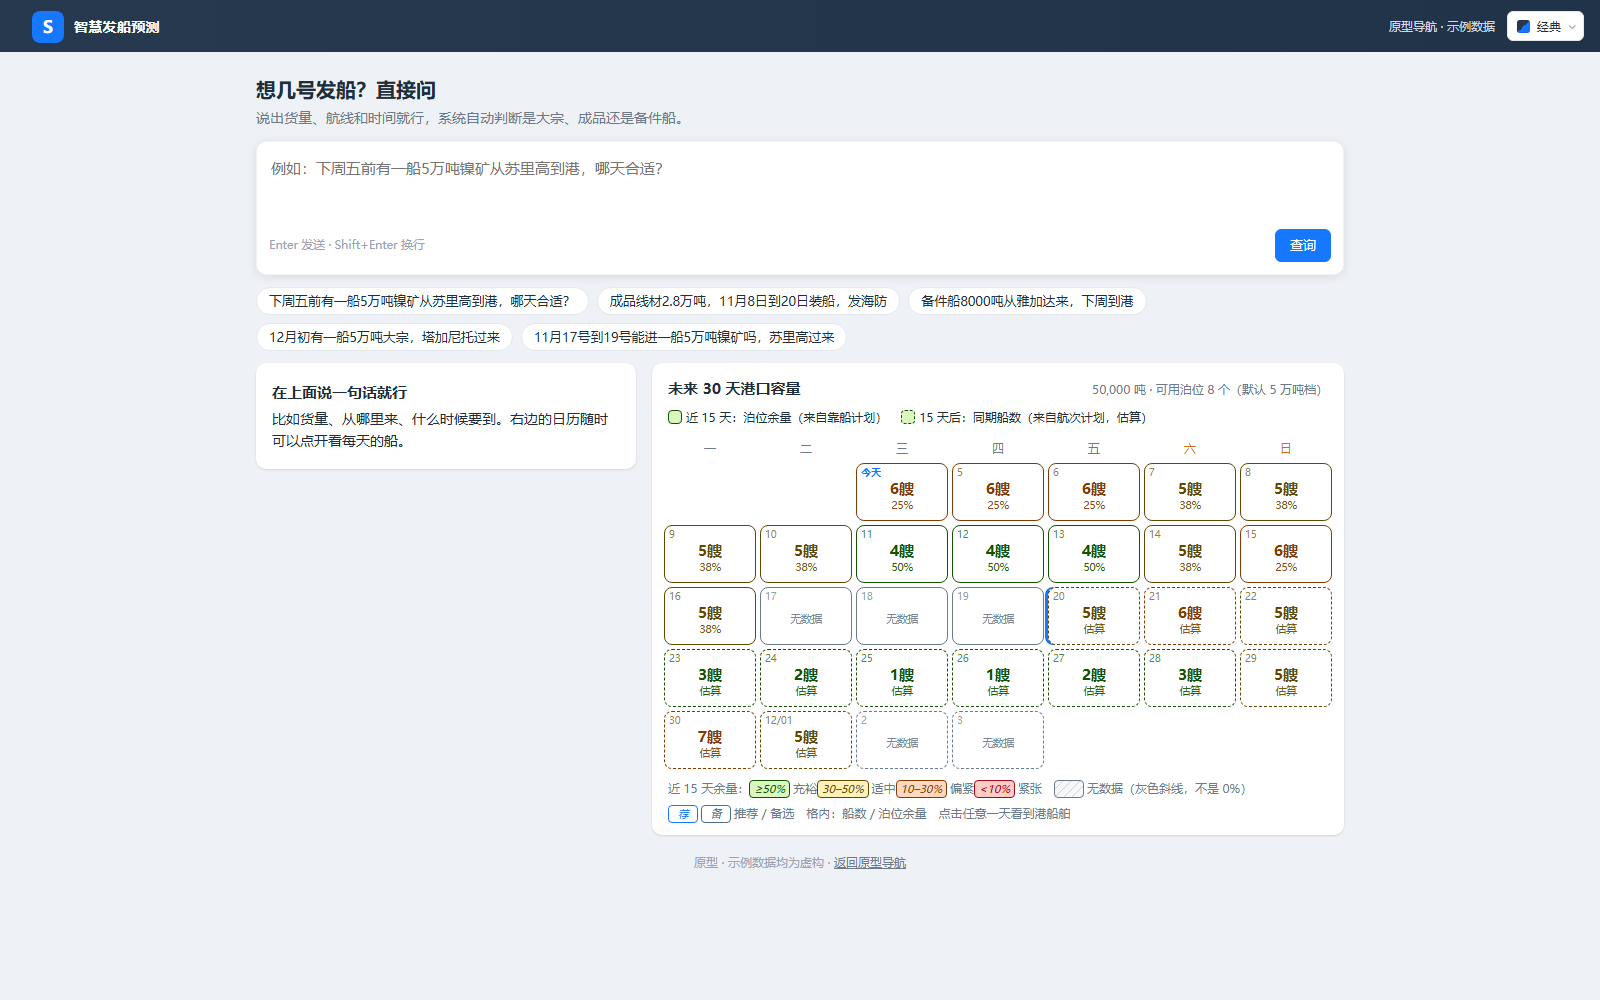 S 智慧发船预测
原型导航 · 示例数据
经典
想几号发船？直接问
说出货量、航线和时间就行，系统自动判断是大宗、成品还是备件船。
例如：下周五前有一船5万吨镍矿从苏里高到港，哪天合适？
Enter 发送 · Shift+Enter 换行
查询
下周五前有一船5万吨镍矿从苏里高到港，哪天合适？
成品线材2.8万吨，11月8日到20日装船，发海防
备件船8000吨从雅加达来，下周到港
12月初有一船5万吨大宗，塔加尼托过来
11月17号到19号能进一船5万吨镍矿吗，苏里高过来
在上面说一句话就行
比如货量、从哪里来、什么时候要到。右边的日历随时
可以点开看每天的船。
未来 30 天港口容量
50,000 吨 · 可用泊位 8 个（默认 5 万吨档）
近 15 天：泊位余量（来自靠船计划）
15 天后：同期船数（来自航次计划，估算）
一 二 三 四 五 六 日
今天 5 6 7 8
6艘 6艘 6艘 5艘 5艘
25% 25% 25% 38% 38%
9 10 11 12 13 14 15
5艘 5艘 4艘 4艘 4艘 5艘 6艘
38% 38% 50% 50% 50% 38% 25%
16 17 18 19 20 21 22
5艘 无数据 无数据 无数据 5艘 6艘 5艘
38% 估算 估算 估算
23 24 25 26 27 28 29
3艘 2艘 1艘 1艘 2艘 3艘 5艘
估算 估算 估算 估算 估算 估算 估算
30 12/01 2 3
7艘 5艘 无数据 无数据
估算 估算
近 15 天余量： ≥50% 充裕 30–50% 适中 10–30% 偏紧 <10% 紧张 无数据（灰色斜线，不是 0%）
荐 备 推荐 / 备选 格内：船数 / 泊位余量 点击任意一天看到港船舶
原型 · 示例数据均为虚构 · 返回原型导航